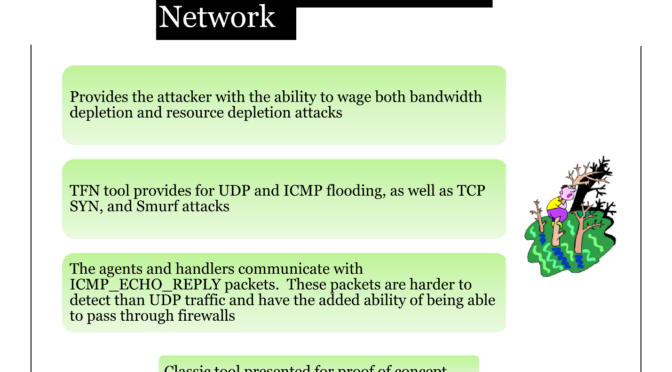 Network
Provides the attacker with the ability to wage both bandwidth
depletion and resource depletion attacks
TFN tool provides for UDP and ICMP flooding, as well as TCP
SYN, and Smurf attacks
The agents and handlers communicate with
ICMP_ECHO_REPLY packets.  These packets are harder to
detect than UDP traffic and have the added ability of being able
to pass through firewalls
Classic tool presented for proof of concept